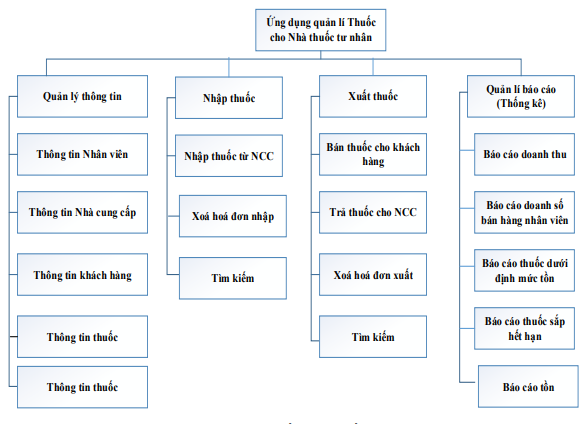 Ứng dụng quản lí Thuốc
cho Nhà thuốc tư nhân
Quản lý thông tin
Thông tin Nhân viên
Thông tin Nhà cung cấp
Thông tin khách hàng
Thông tin thuốc
Thông tin thuốc
Nhập thuốc
Nhập thuốc từ NCC
Xoá hoá đơn nhập
Tìm kiếm
Xuất thuốc
Bán thuốc cho khách
hàng
Trả thuốc cho NCC
Xoá hoá đơn xuất
Tìm kiếm
Quản lí báo cáo
(Thống kê)
Báo cáo doanh thu
Báo cáo doanh số
bán hàng nhân viên
Báo cáo thuốc dưới
định mức tồn
Báo cáo thuốc sắp
hết hạn
Báo cáo tồn